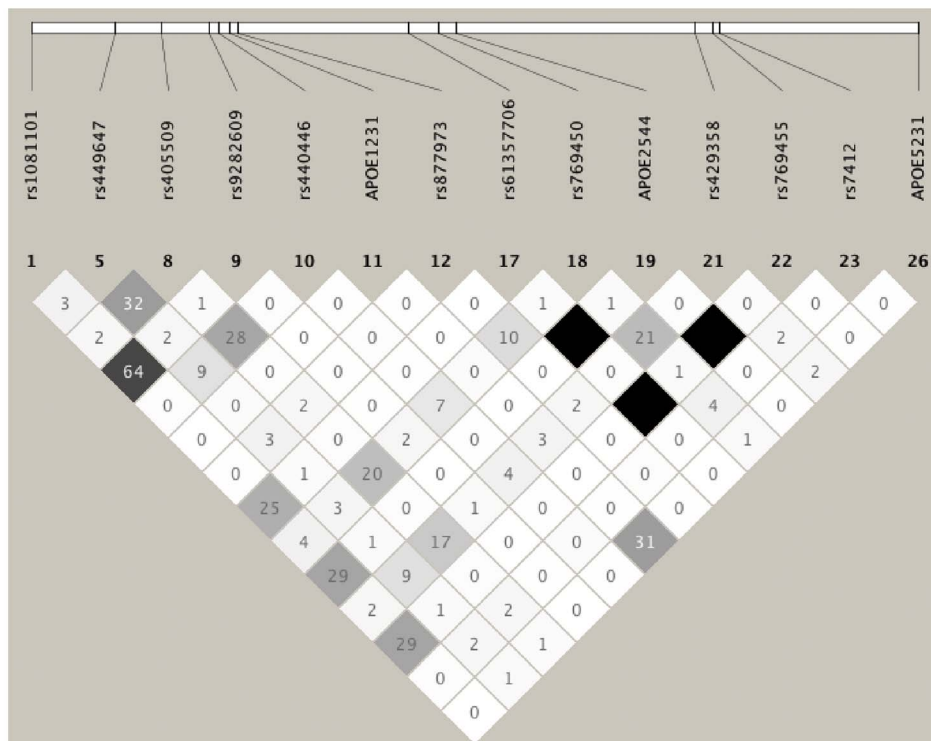 rs1081101
rs449647
rs405509
rs9282609
rs440446
APOE1231
rs877973
rs61357706
rs769450
APOE2544
rs429358
rs769455
rs7412
APOE5231
1 5 8 9 10 11 12 17 18 19 21 22 23 26
3 32 1 0 0 0 0 1 1 0 0 0 0
2 2 28 0 0 0 10 21 2 0
64 9 0 0 0 0 0 0 1 0 2
0 0 2 0 7 0 2 4 0
0 3 0 2 0 3 0 0 1
0 1 20 0 4 0 0 0
25 3 0 1 0 0 0
4 1 17 0 0 31
29 9 0 0 0
2 1 2 0
29 2 1
0 1
0